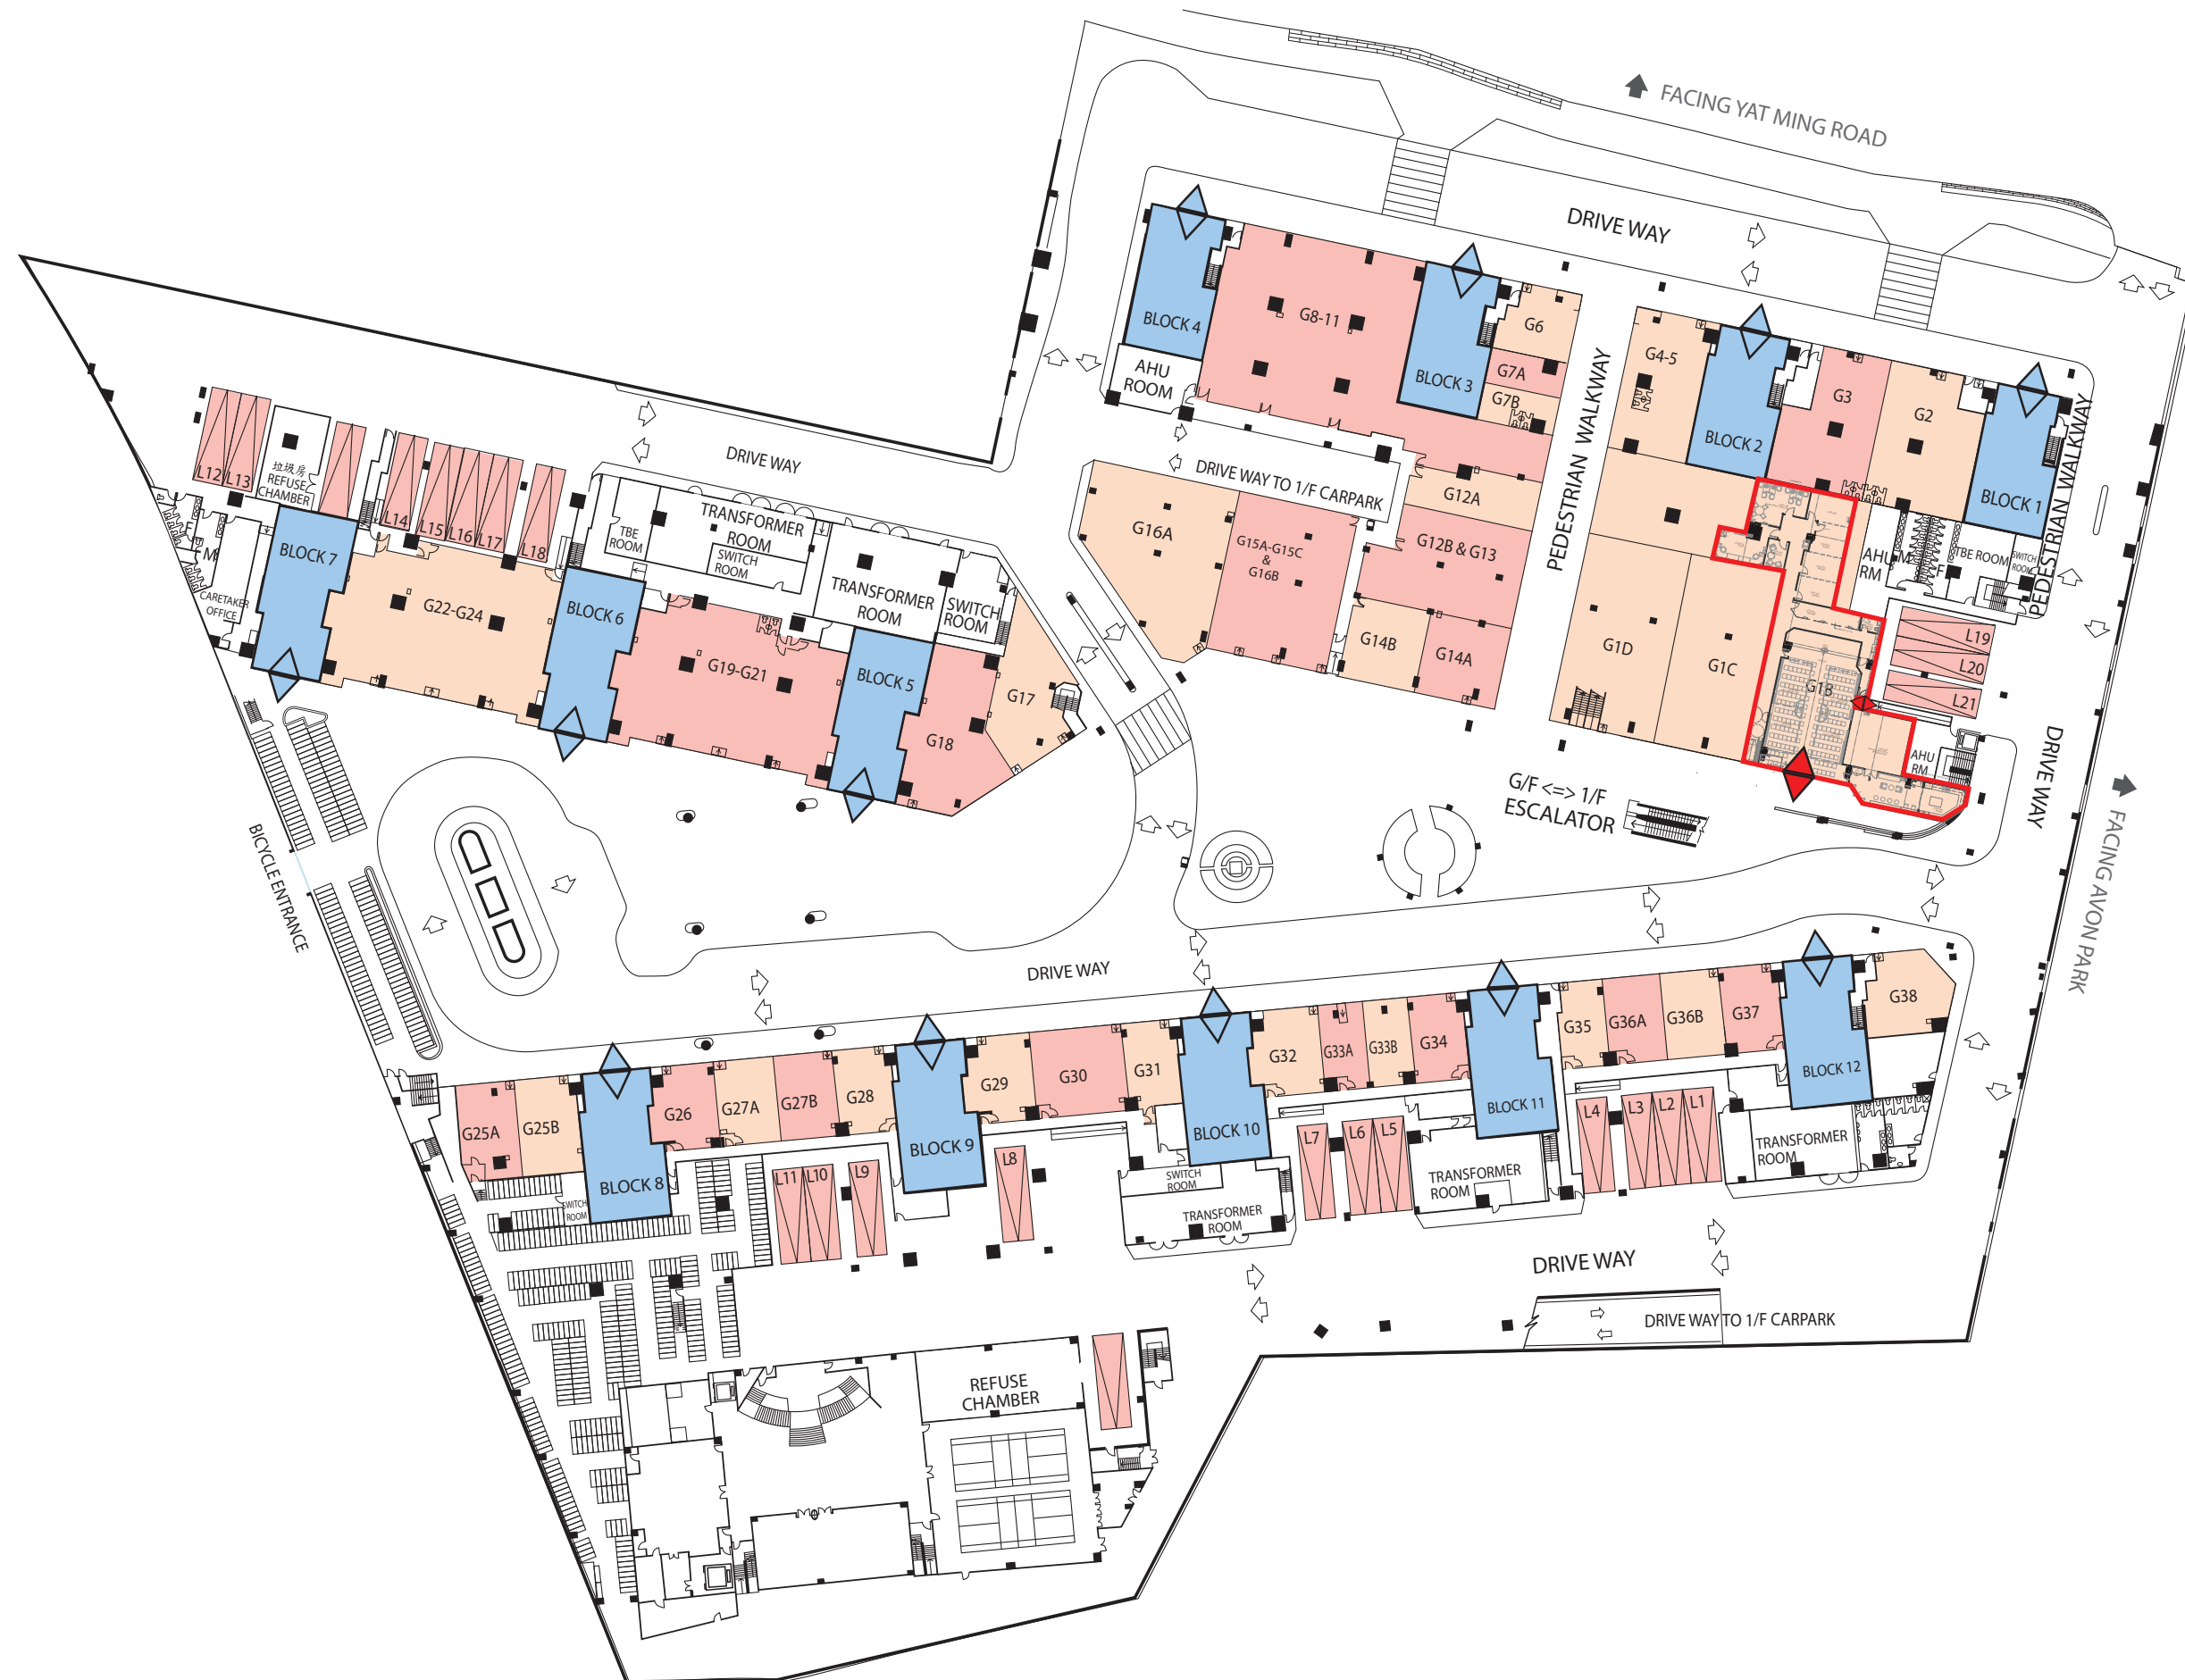 FACING YAT MING ROAD
DRIVE WAY
BLOCK 4
G8-11
BLOCK 3
G6
G7A
G7B
AHU
ROOM
PEDESTRIAN WALKWAY
G4-5
BLOCK 2
G3
G2
BLOCK 1
PEDESTRIAN WALKWAY
DRIVE WAY TO 1/F CARPARK
G12A
G16A
G15A-G15C
&
G16B
G12B & G13
G14B
G14A
G1D
G1C
G1B
AHU
RM
M
F
TBE ROOM
SWITCH
ROOM
L19
L20
L21
AHU
RM
DRIVE WAY
FACING AVON PARK
G/F <=> 1/F
ESCALATOR
L12
L13
垃圾房
REFUSE
CHAMBER
L14
L15
L16
L17
L18
DRIVE WAY
F
M
CARETAKER
OFFICE
BLOCK 7
G22-G24
BLOCK 6
TBE
ROOM
TRANSFORMER
ROOM
SWITCH
ROOM
TRANSFORMER
ROOM
SWITCH
ROOM
G19-G21
BLOCK 5
G18
G17
BICYCLE ENTRANCE
DRIVE WAY
G25A
G25B
BLOCK 8
SWITCH
ROOM
G26
G27A
G27B
G28
BLOCK 9
G29
G30
G31
BLOCK 10
G32
G33A
G33B
G34
BLOCK 11
G35
G36A
G36B
G37
BLOCK 12
G38
L11
L10
L9
L8
SWITCH
ROOM
TRANSFORMER
ROOM
L7
L6
L5
TRANSFORMER
ROOM
L4
L3
L2
L1
TRANSFORMER
ROOM
DRIVE WAY
DRIVE WAY TO 1/F CARPARK
REFUSE
CHAMBER